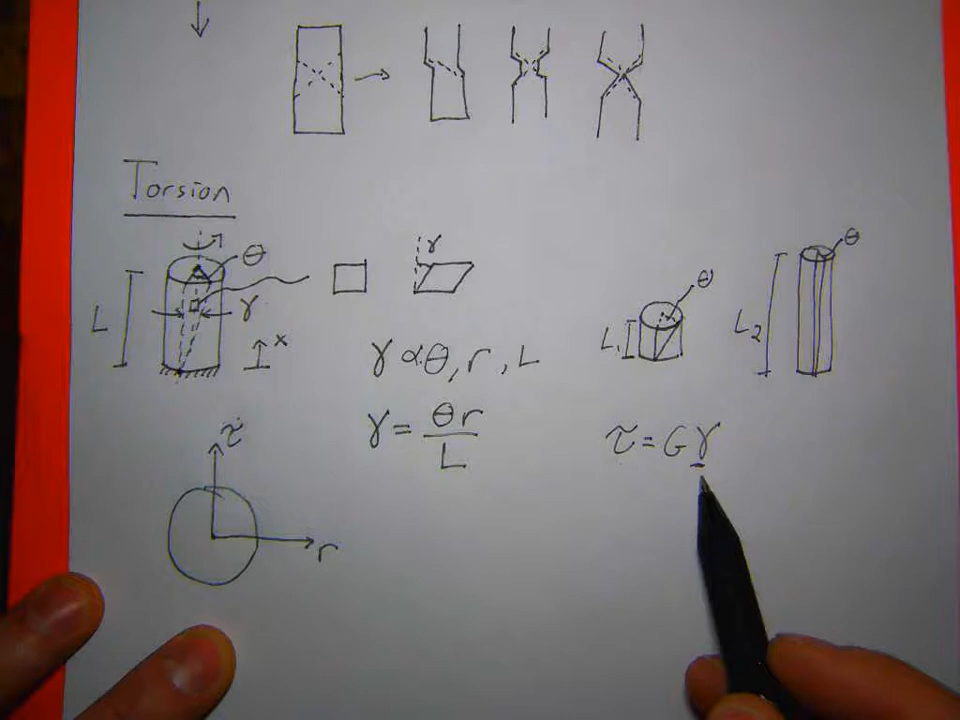 Torsion
θ
γ
θ
θ
L
γ
x
L₁
L₂
γ ∝ θ, r, L
γ = θr / L
τ = Gγ
τ
r